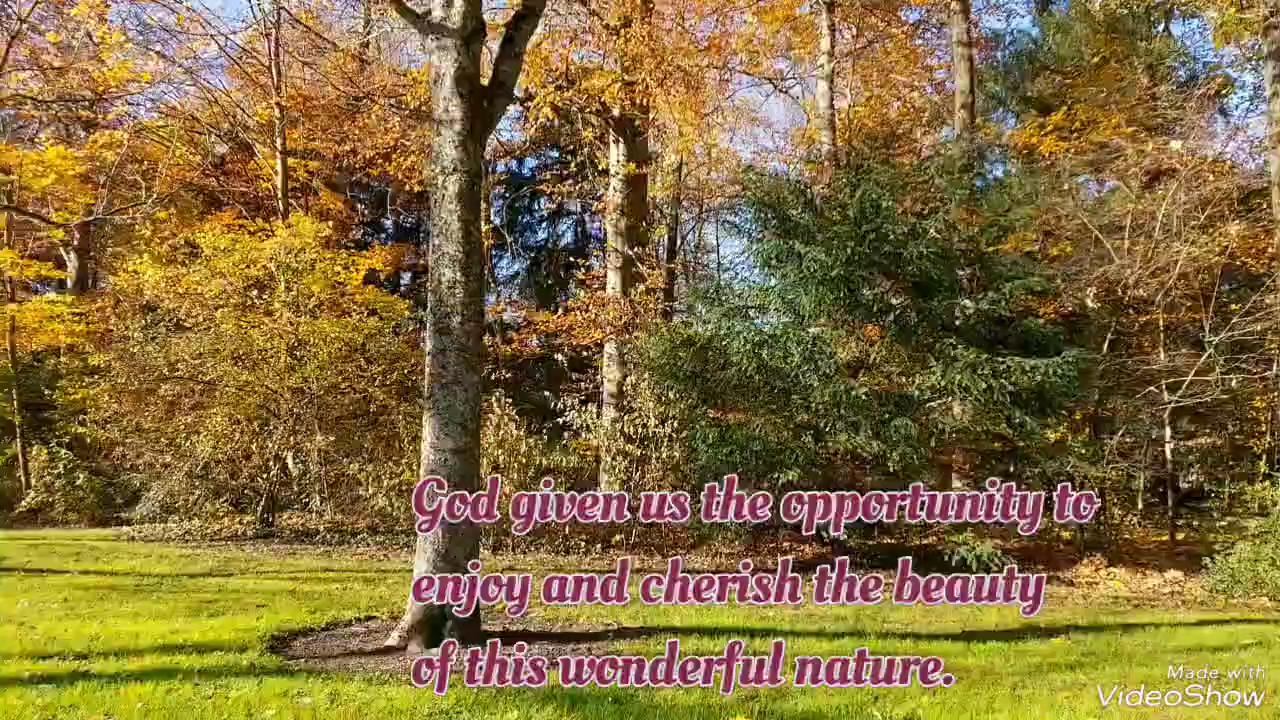 God given us the opportunity to
enjoy and cherish the beauty
of this wonderful nature.
Made with
VideoShow